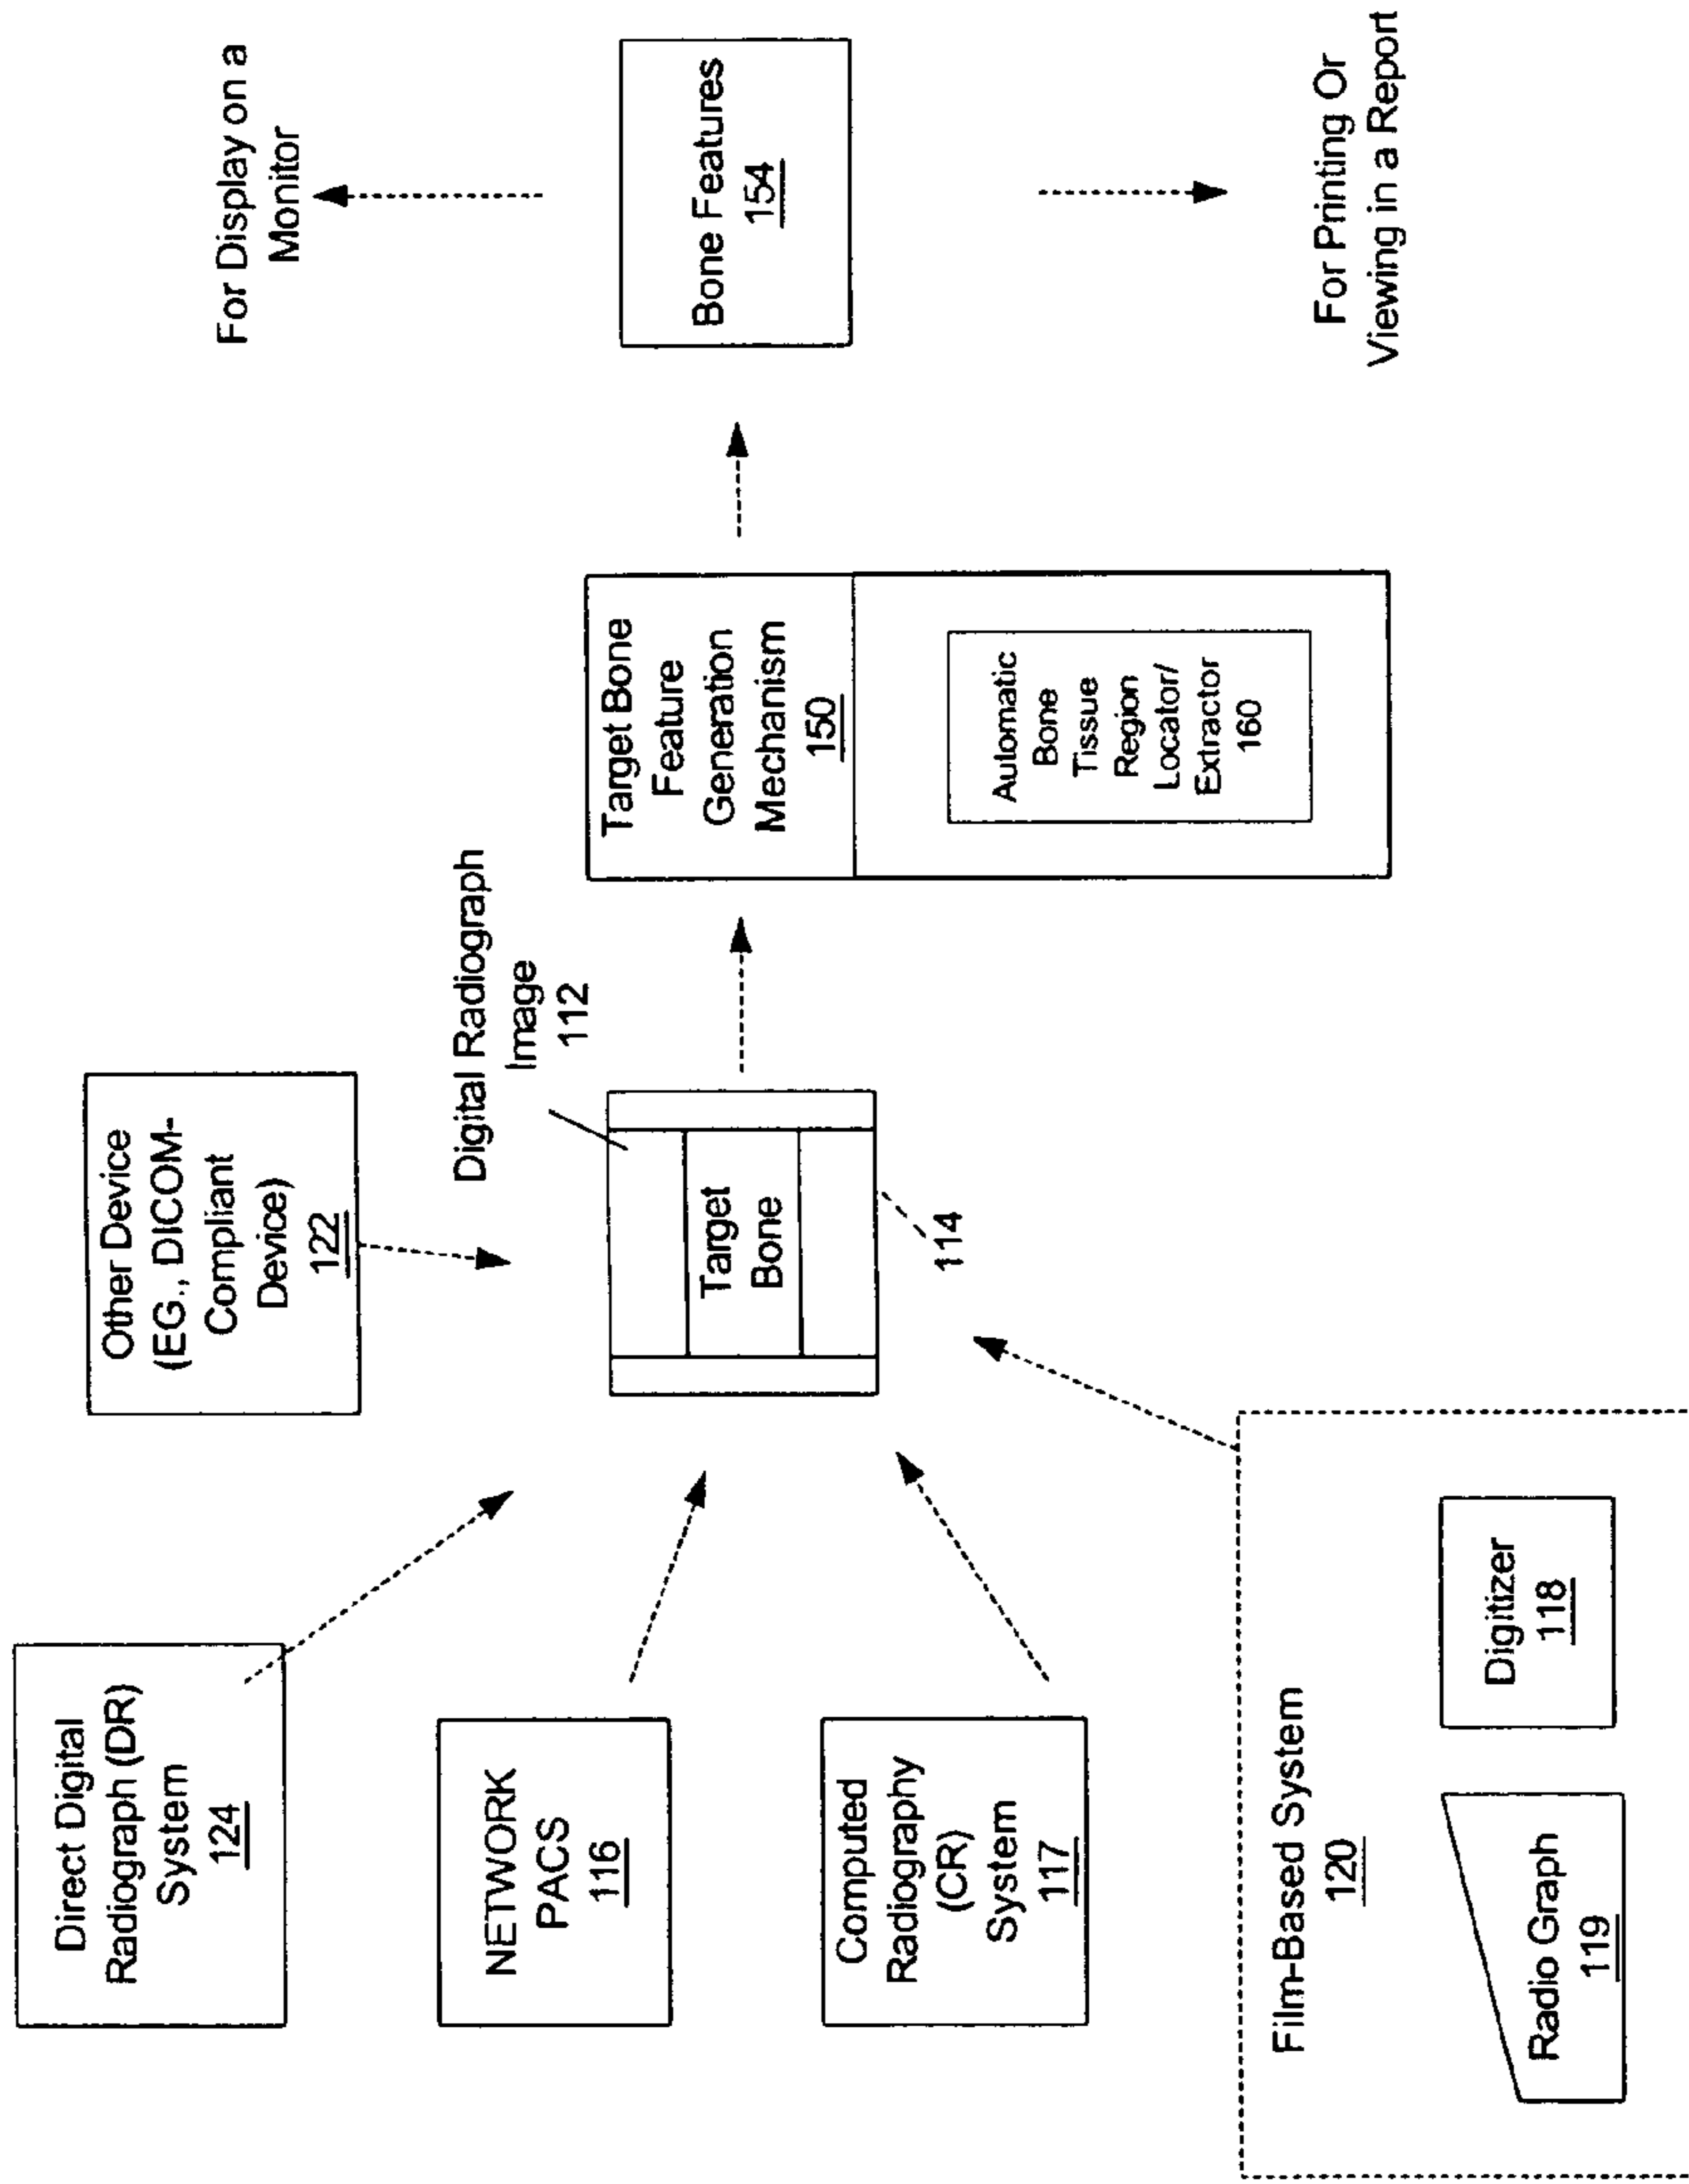 Direct Digital
Radiograph (DR)
System
124
NETWORK
PACS
116
Computed
Radiography
(CR)
System
117
Film-Based System
120
Radio Graph
119
Digitizer
118
Other Device
(EG., DICOM-
Compliant
Device)
122
Digital Radiograph
Image
112
Target
Bone
114
Target Bone
Feature
Generation
Mechanism
150
Automatic
Bone
Tissue
Region
Locator/
Extractor
160
For Display on a
Monitor
Bone Features
154
For Printing Or
Viewing in a Report